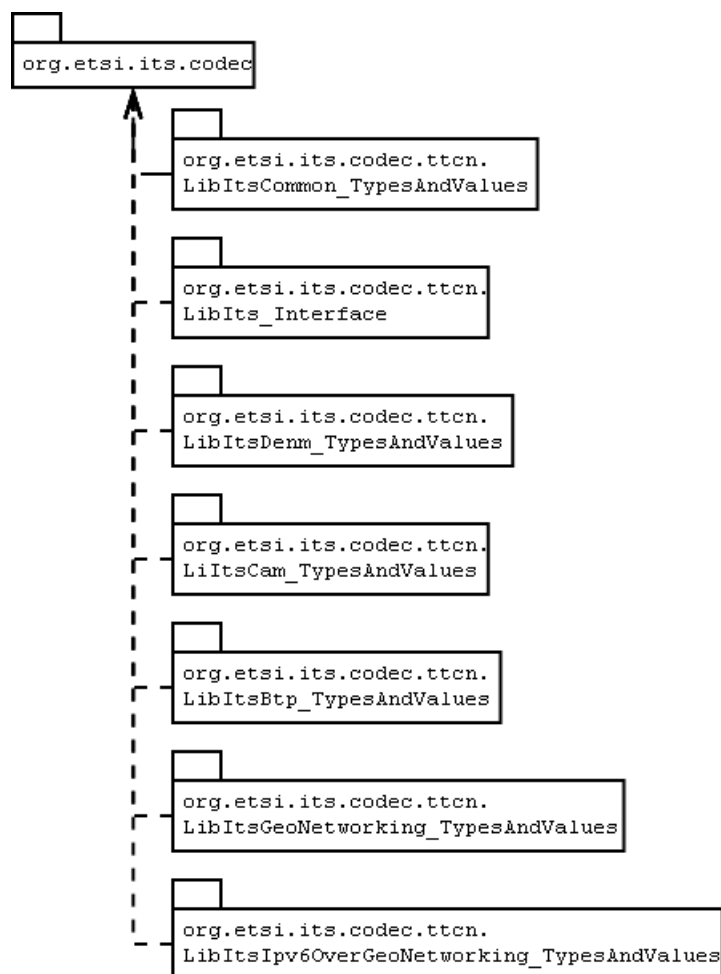 org.etsi.its.codec
org.etsi.its.codec.ttcn.
LibItsCommon_TypesAndValues
org.etsi.its.codec.ttcn.
LibIts_Interface
org.etsi.its.codec.ttcn.
LibItsDenm_TypesAndValues
org.etsi.its.codec.ttcn.
LiItsCam_TypesAndValues
org.etsi.its.codec.ttcn.
LibItsBtp_TypesAndValues
org.etsi.its.codec.ttcn.
LibItsGeoNetworking_TypesAndValues
org.etsi.its.codec.ttcn.
LibItsIpv6OverGeoNetworking_TypesAndValues